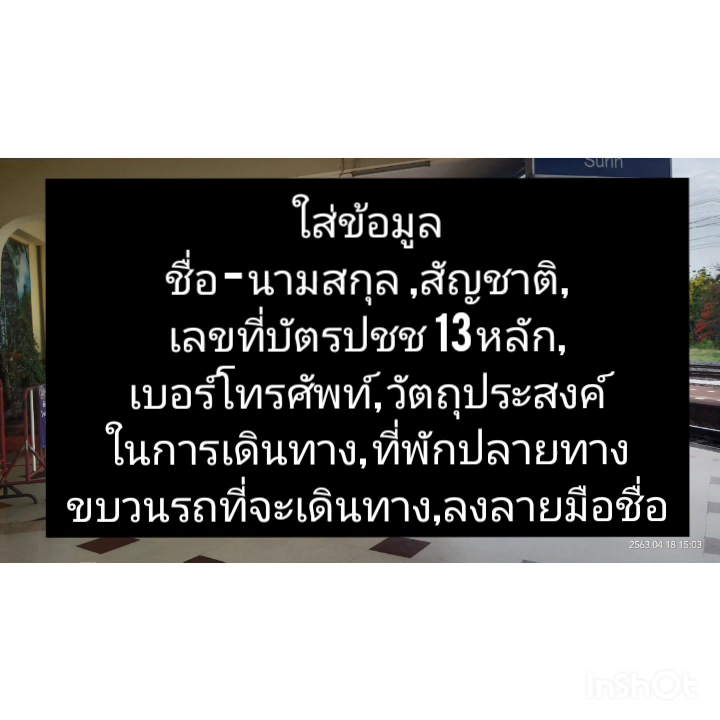 Surin
ใส่ข้อมูล
ชื่อ - นามสกุล ,สัญชาติ,
เลขที่บัตรปชช 13หลัก,
เบอร์โทรศัพท์,วัตถุประสงค์
ในการเดินทาง,ที่พักปลายทาง
ขบวนรถที่จะเดินทาง,ลงลายมือชื่อ
2563.04.18 15:03
InShOt